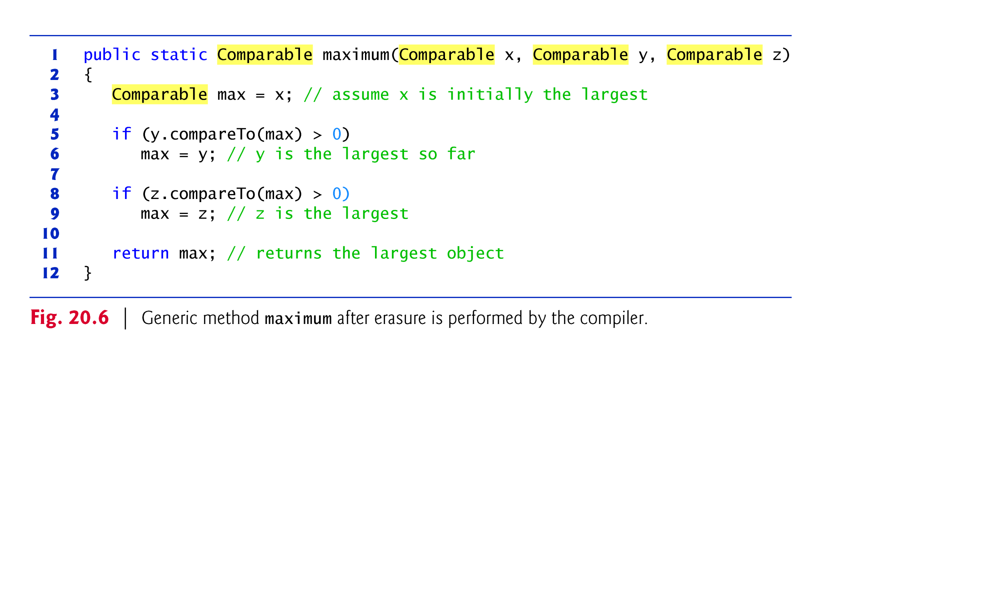 1 public static Comparable maximum(Comparable x, Comparable y, Comparable z)
2 {
3    Comparable max = x; // assume x is initially the largest
4
5    if (y.compareTo(max) > 0)
6       max = y; // y is the largest so far
7
8    if (z.compareTo(max) > 0)
9       max = z; // z is the largest
10
11    return max; // returns the largest object
12 }
Fig. 20.6 | Generic method maximum after erasure is performed by the compiler.